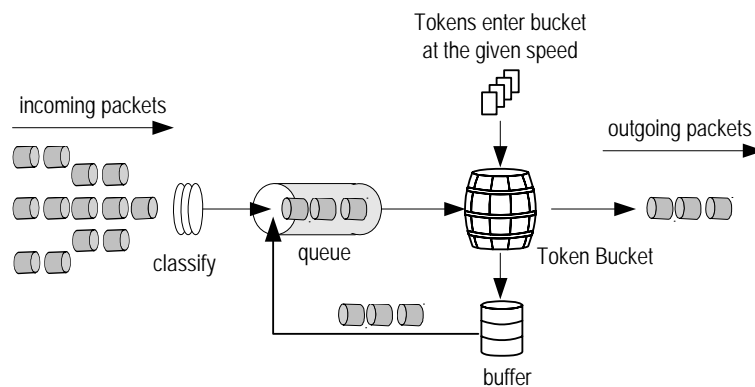 Tokens enter bucket
at the given speed
incoming packets
outgoing packets
classify
queue
Token Bucket
buffer